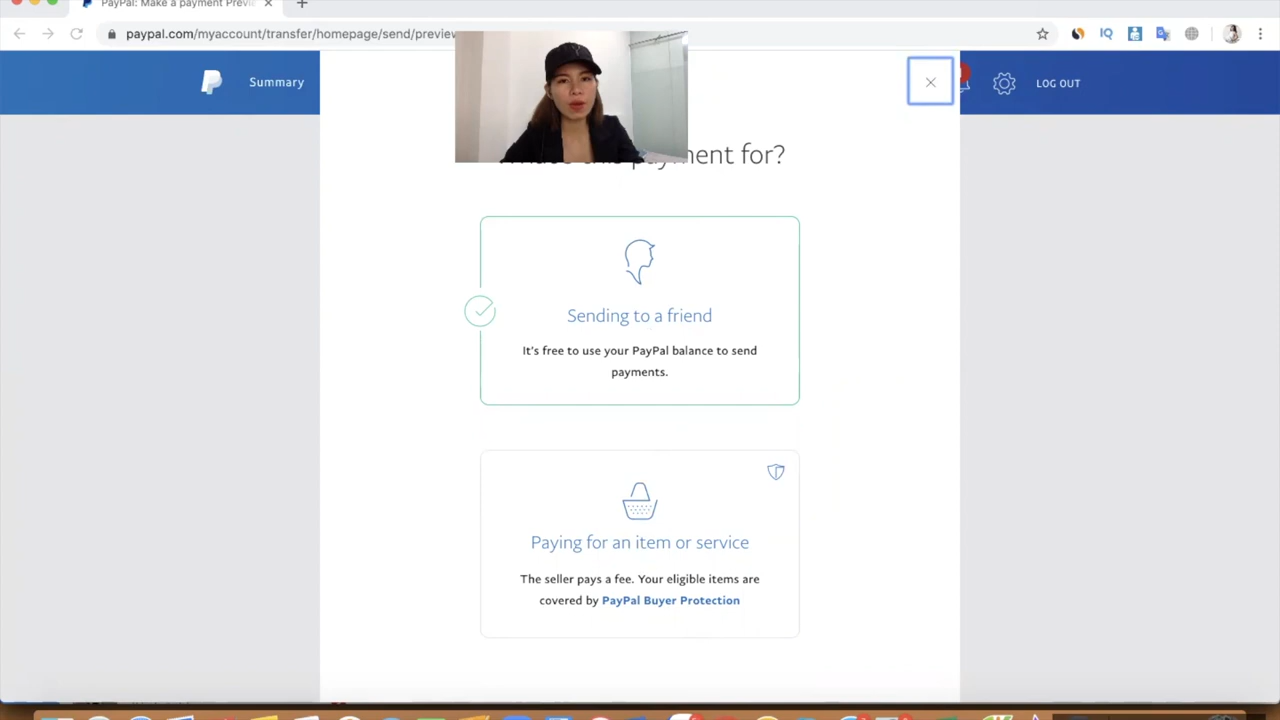 PayPal: Make a payment Previ
paypal.com/myaccount/transfer/homepage/send/preview
Summary
LOG OUT
payment for?
Sending to a friend
It's free to use your PayPal balance to send
payments.
Paying for an item or service
The seller pays a fee. Your eligible items are
covered by PayPal Buyer Protection